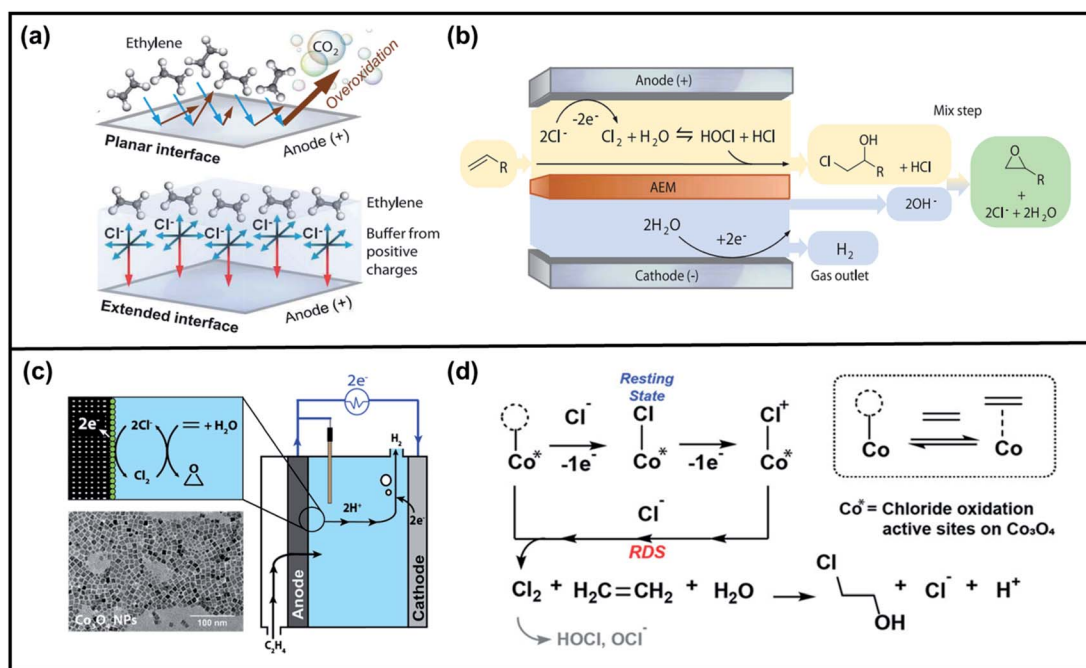 (a)
Ethylene
CO₂
Overoxidation
Planar interface
Anode (+)
Ethylene
Cl⁻ Cl⁻ Cl⁻ Cl⁻ Cl⁻
Buffer from
positive
charges
Extended interface
Anode (+)
(b)
Anode (+)
-2e⁻
2Cl⁻ Cl₂ + H₂O ⇋ HOCl + HCl
R
AEM
2H₂O
+2e⁻
Cathode (-)
Cl OH R + HCl
2OH⁻
H₂
Gas outlet
Mix step
O
R
+
2Cl⁻ + 2H₂O
(c)
2e⁻
2e⁻ 2Cl⁻ + H₂O
Cl₂ O
H₂
2H⁺
2e⁻
Anode
Cathode
C₂H₄
Co₃O₄ NPs
100 nm
(d)
Resting
State
Co* Cl⁻ -1e⁻ Cl Co* -1e⁻ Cl⁺ Co*
Cl⁻
RDS
Cl₂ + H₂C=CH₂ + H₂O → Cl OH + Cl⁻ + H⁺
HOCl, OCl⁻
Co ⇌ Co
Co* = Chloride oxidation
active sites on Co₃O₄